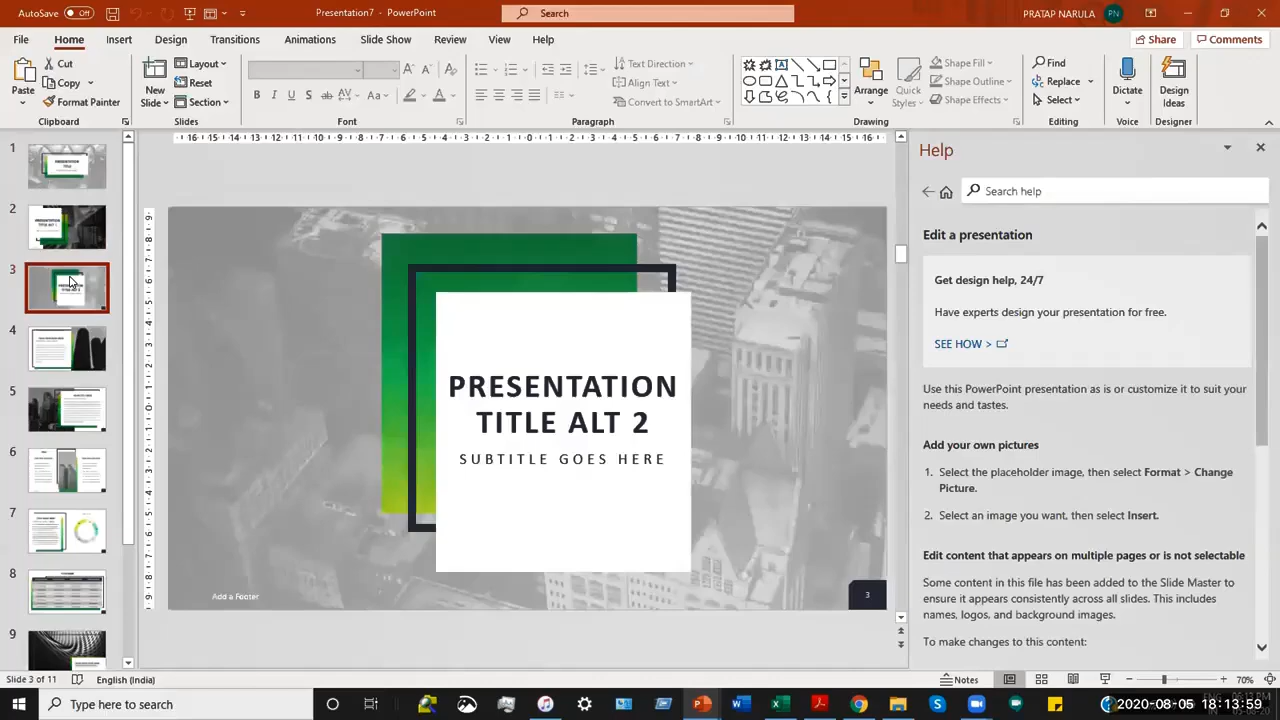 AutoSave Off
Presentation7 - PowerPoint
Search
PRATAP NARULA PN
File Home Insert Design Transitions Animations Slide Show Review View Help
Share Comments
Paste
Cut
Copy
Format Painter
Clipboard
New Slide
Layout
Reset
Section
Slides
Font
Text Direction
Align Text
Convert to SmartArt
Paragraph
Arrange
Quick Styles
Shape Fill
Shape Outline
Shape Effects
Drawing
Find
Replace
Select
Editing
Dictate
Voice
Design Ideas
Designer
1
2
3
4
5
6
7
8
9
PRESENTATION
TITLE ALT 2
SUBTITLE GOES HERE
Add a Footer
3
Help
Search help
Edit a presentation
Get design help, 24/7
Have experts design your presentation for free.
SEE HOW >
Use this PowerPoint presentation as is or customize it to suit your
needs and tastes.
Add your own pictures
1. Select the placeholder image, then select Format > Change
Picture.
2. Select an image you want, then select Insert.
Edit content that appears on multiple pages or is not selectable
Some content in this file has been added to the Slide Master to
ensure it appears consistently across all slides. This includes
names, logos, and background images.
To make changes to this content:
Slide 3 of 11
English (India)
Notes
70%
Type here to search
2020-08-05 18:13:59